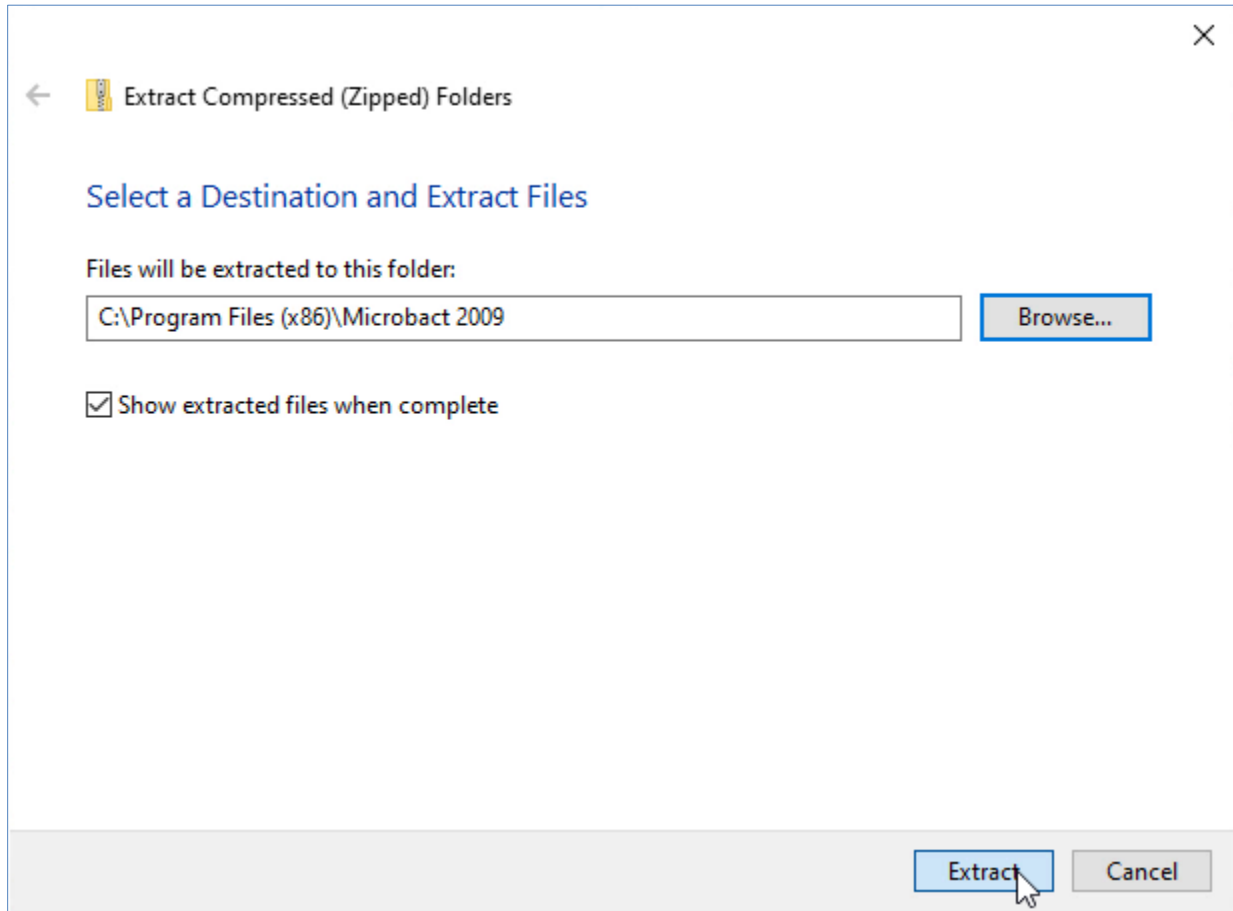 Extract Compressed (Zipped) Folders
Select a Destination and Extract Files
Files will be extracted to this folder:
C:\Program Files (x86)\Microbact 2009
Browse...
Show extracted files when complete
Extract
Cancel